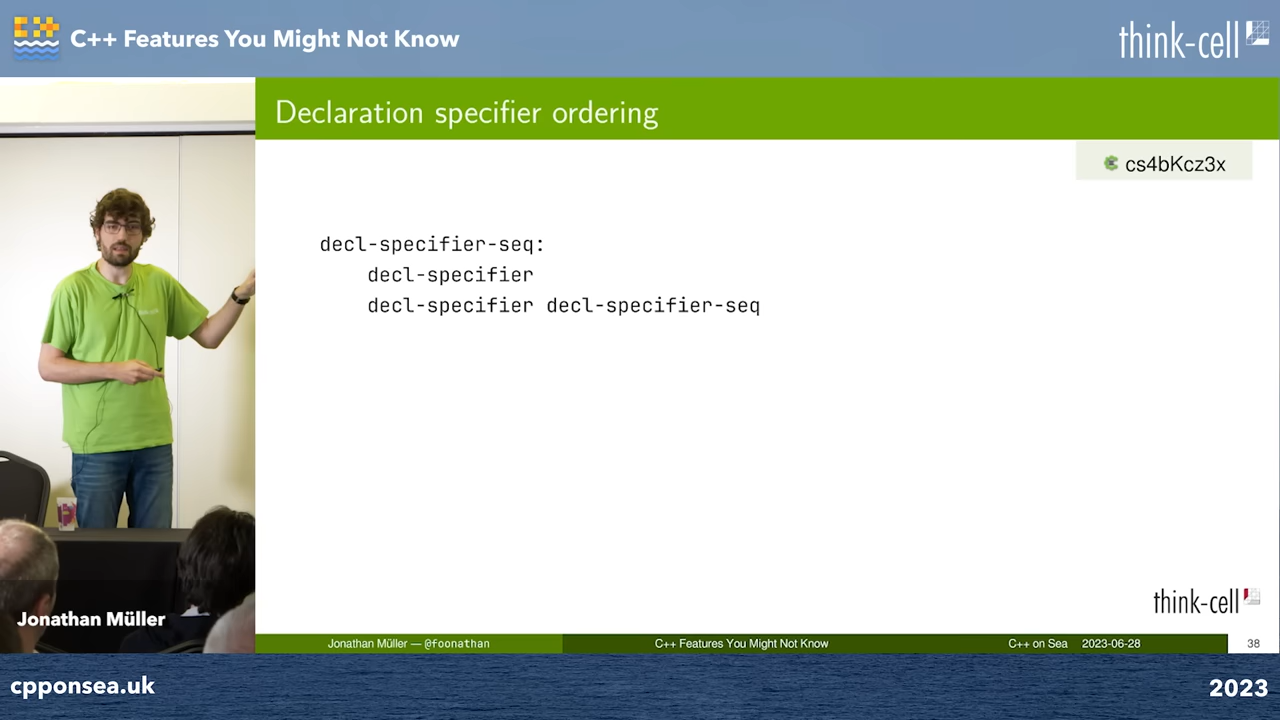 C++
C++ Features You Might Not Know
think-cell
Declaration specifier ordering
cs4bKcz3x
decl-specifier-seq:
decl-specifier
decl-specifier decl-specifier-seq
Jonathan Müller
think-cell
Jonathan Müller — @foonathan
C++ Features You Might Not Know
C++ on Sea 2023-06-28
38
cpponsea.uk
2023